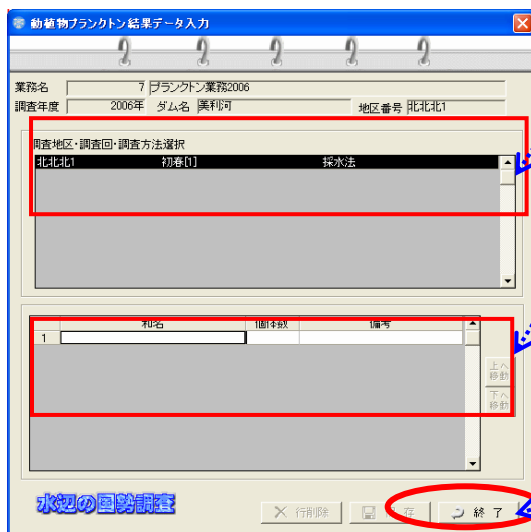 動植物プランクトン結果データ入力
業務名 7 プランクトン業務2006
調査年度 2006年 ダム名 美利河 地区番号 北北北1
調査地区・調査回・調査方法選択
北北北1 初春[1] 採水法
和名 個体数 備考
1
上へ移動
下へ移動
水辺の国勢調査
行削除 保存 終了